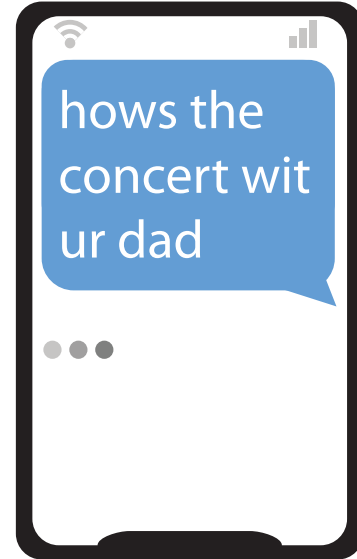 hows the
concert wit
ur dad